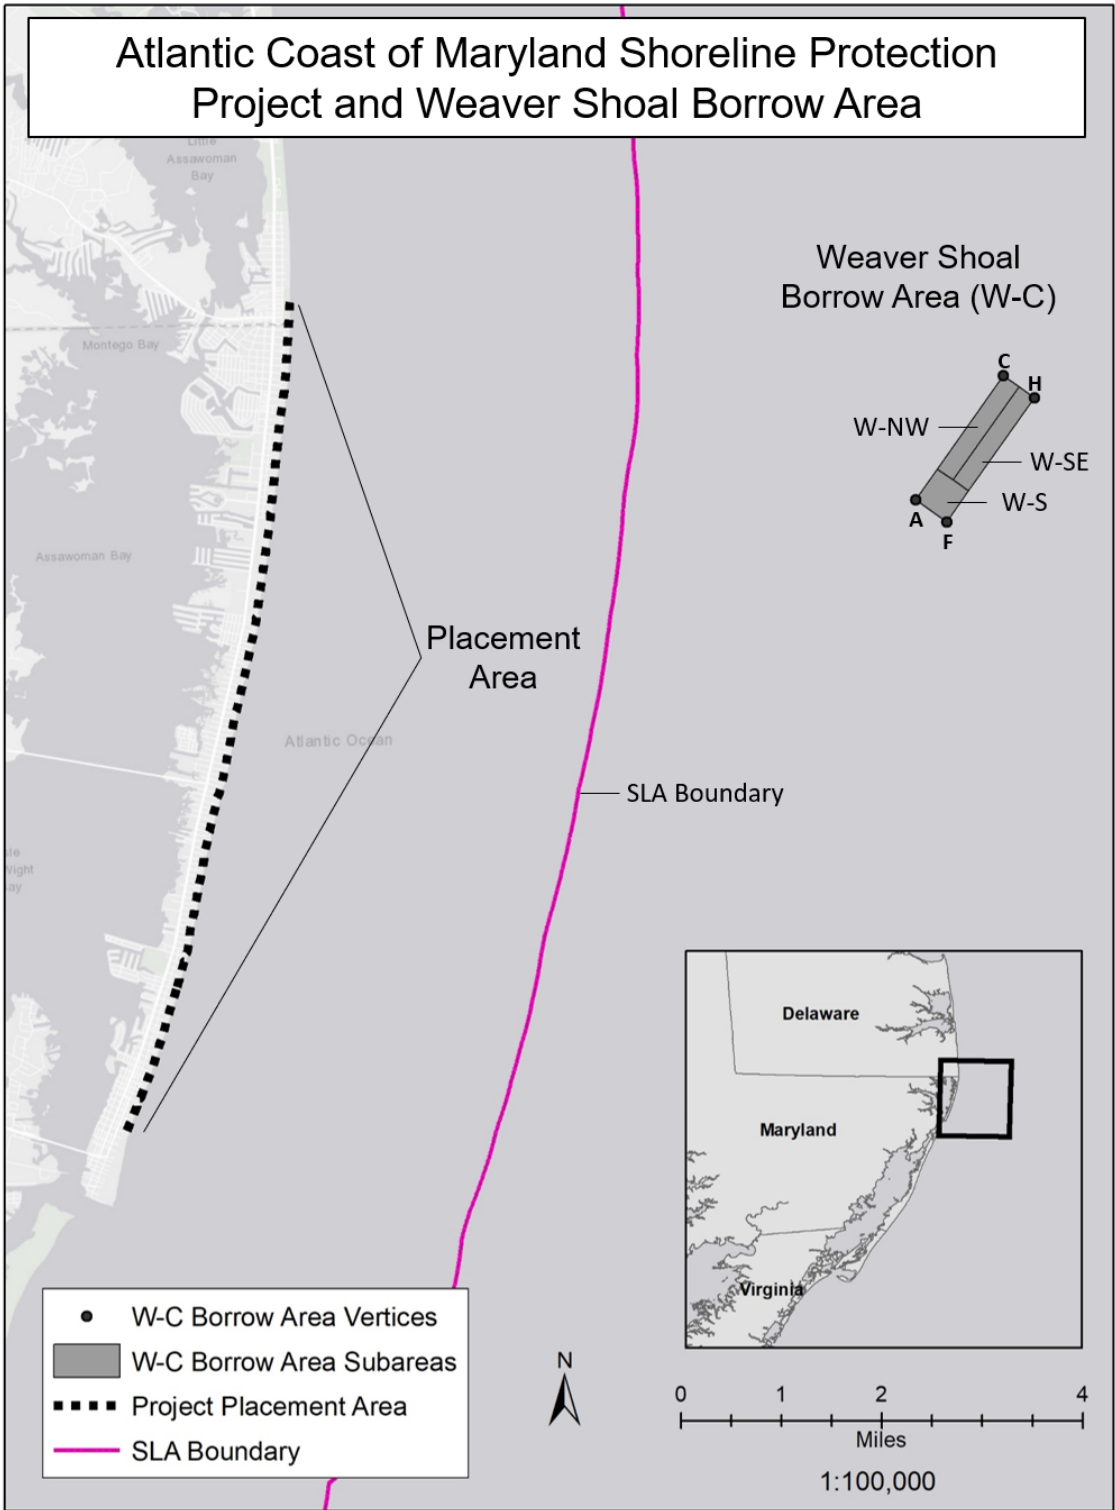 Atlantic Coast of Maryland Shoreline Protection
Project and Weaver Shoal Borrow Area
Little
Assawoman
Bay
Weaver Shoal
Borrow Area (W-C)
Montego Bay
C
H
W-NW
W-SE
W-S
A
F
Assawoman Bay
Placement
Area
Atlantic Ocean
SLA Boundary
Wight
Delaware
Maryland
Virginia
W-C Borrow Area Vertices
W-C Borrow Area Subareas
Project Placement Area
SLA Boundary
N
0 1 2 4
Miles
1:100,000